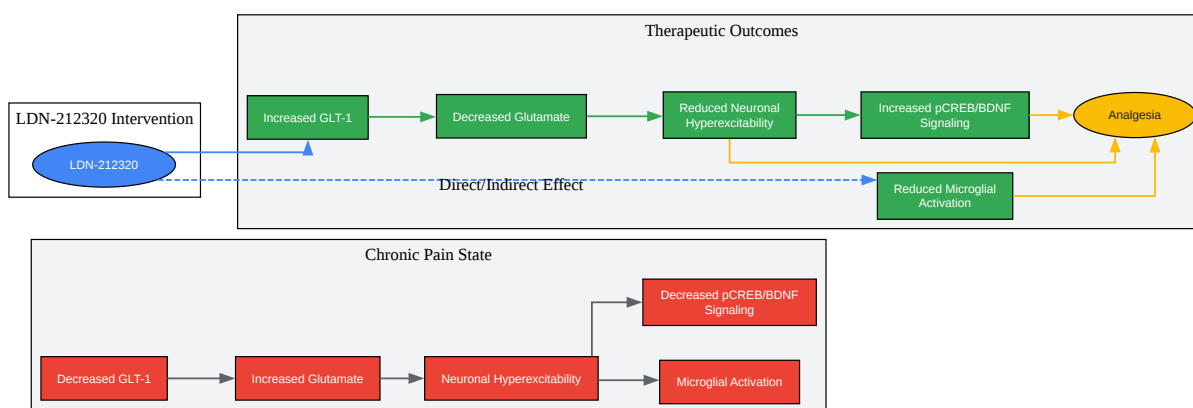 Therapeutic Outcomes
LDN-212320 Intervention
LDN-212320
Increased GLT-1
Decreased Glutamate
Reduced Neuronal
Hyperexcitability
Increased pCREB/BDNF
Signaling
Analgesia
Direct/Indirect Effect
Reduced Microglial
Activation
Chronic Pain State
Decreased GLT-1
Increased Glutamate
Neuronal Hyperexcitability
Decreased pCREB/BDNF
Signaling
Microglial Activation